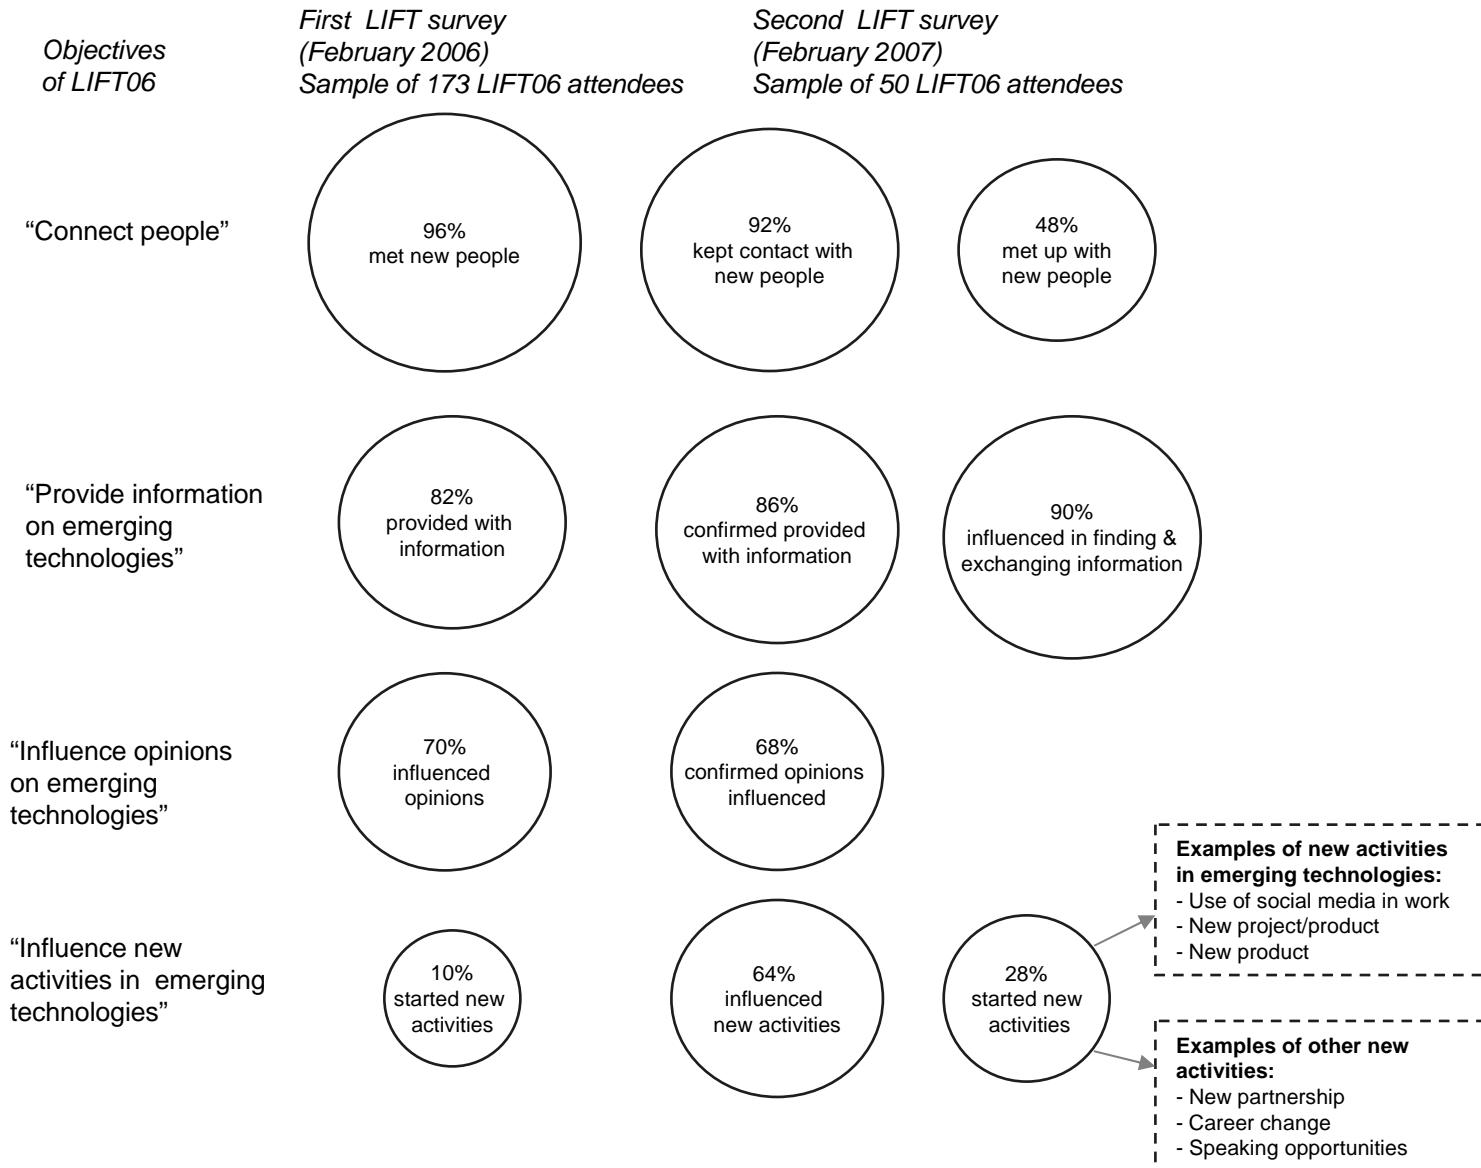 Objectives
of LIFT06
First LIFT survey
(February 2006)
Sample of 173 LIFT06 attendees
Second LIFT survey
(February 2007)
Sample of 50 LIFT06 attendees
“Connect people”
96%
met new people
92%
kept contact with
new people
48%
met up with
new people
“Provide information
on emerging
technologies”
82%
provided with
information
86%
confirmed provided
with information
90%
influenced in finding &
exchanging information
“Influence opinions
on emerging
technologies”
70%
influenced
opinions
68%
confirmed opinions
influenced
“Influence new
activities in emerging
technologies”
10%
started new
activities
64%
influenced
new activities
28%
started new
activities
Examples of new activities
in emerging technologies:
- Use of social media in work
- New project/product
- New product
Examples of other new
activities:
- New partnership
- Career change
- Speaking opportunities